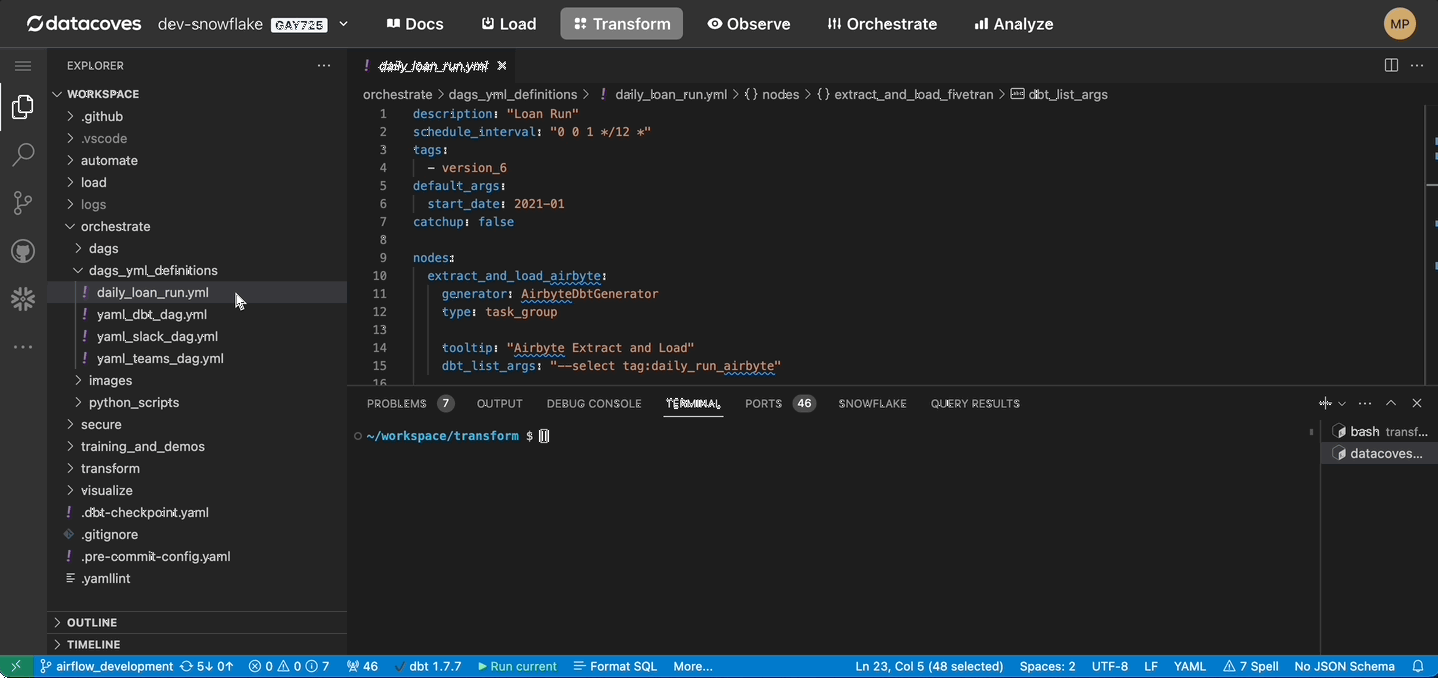 datacoves dev-snowflake GAY725 Docs Load Transform Observe Orchestrate Analyze MP
EXPLORER
WORKSPACE
.github
.vscode
automate
load
logs
orchestrate
dags
dags_yml_definitions
daily_loan_run.yml
yaml_dbt_dag.yml
yaml_slack_dag.yml
yaml_teams_dag.yml
images
python_scripts
secure
training_and_demos
transform
visualize
.dbt-checkpoint.yaml
.gitignore
.pre-commit-config.yaml
.yamllint
OUTLINE
TIMELINE
! daily_loan_run.yml
orchestrate > dags_yml_definitions > ! daily_loan_run.yml > {} nodes > {} extract_and_load_fivetran > dbt_list_args
1 description: "Loan Run"
2 schedule_interval: "0 0 1 */12 *"
3 tags:
4 - version_6
5 default_args:
6 start_date: 2021-01
7 catchup: false
8
9 nodes:
10 extract_and_load_airbyte:
11 generator: AirbyteDbtGenerator
12 type: task_group
13
14 tooltip: "Airbyte Extract and Load"
15 dbt_list_args: "--select tag:daily_run_airbyte"
16
PROBLEMS 7 OUTPUT DEBUG CONSOLE TERMINAL PORTS 46 SNOWFLAKE QUERY RESULTS
~/workspace/transform $
bash transf...
datacoves...
airflow_development 5↓ 0↑ 0 0 7 46 dbt 1.7.7 Run current Format SQL More... Ln 23, Col 5 (48 selected) Spaces: 2 UTF-8 LF YAML 7 Spell No JSON Schema